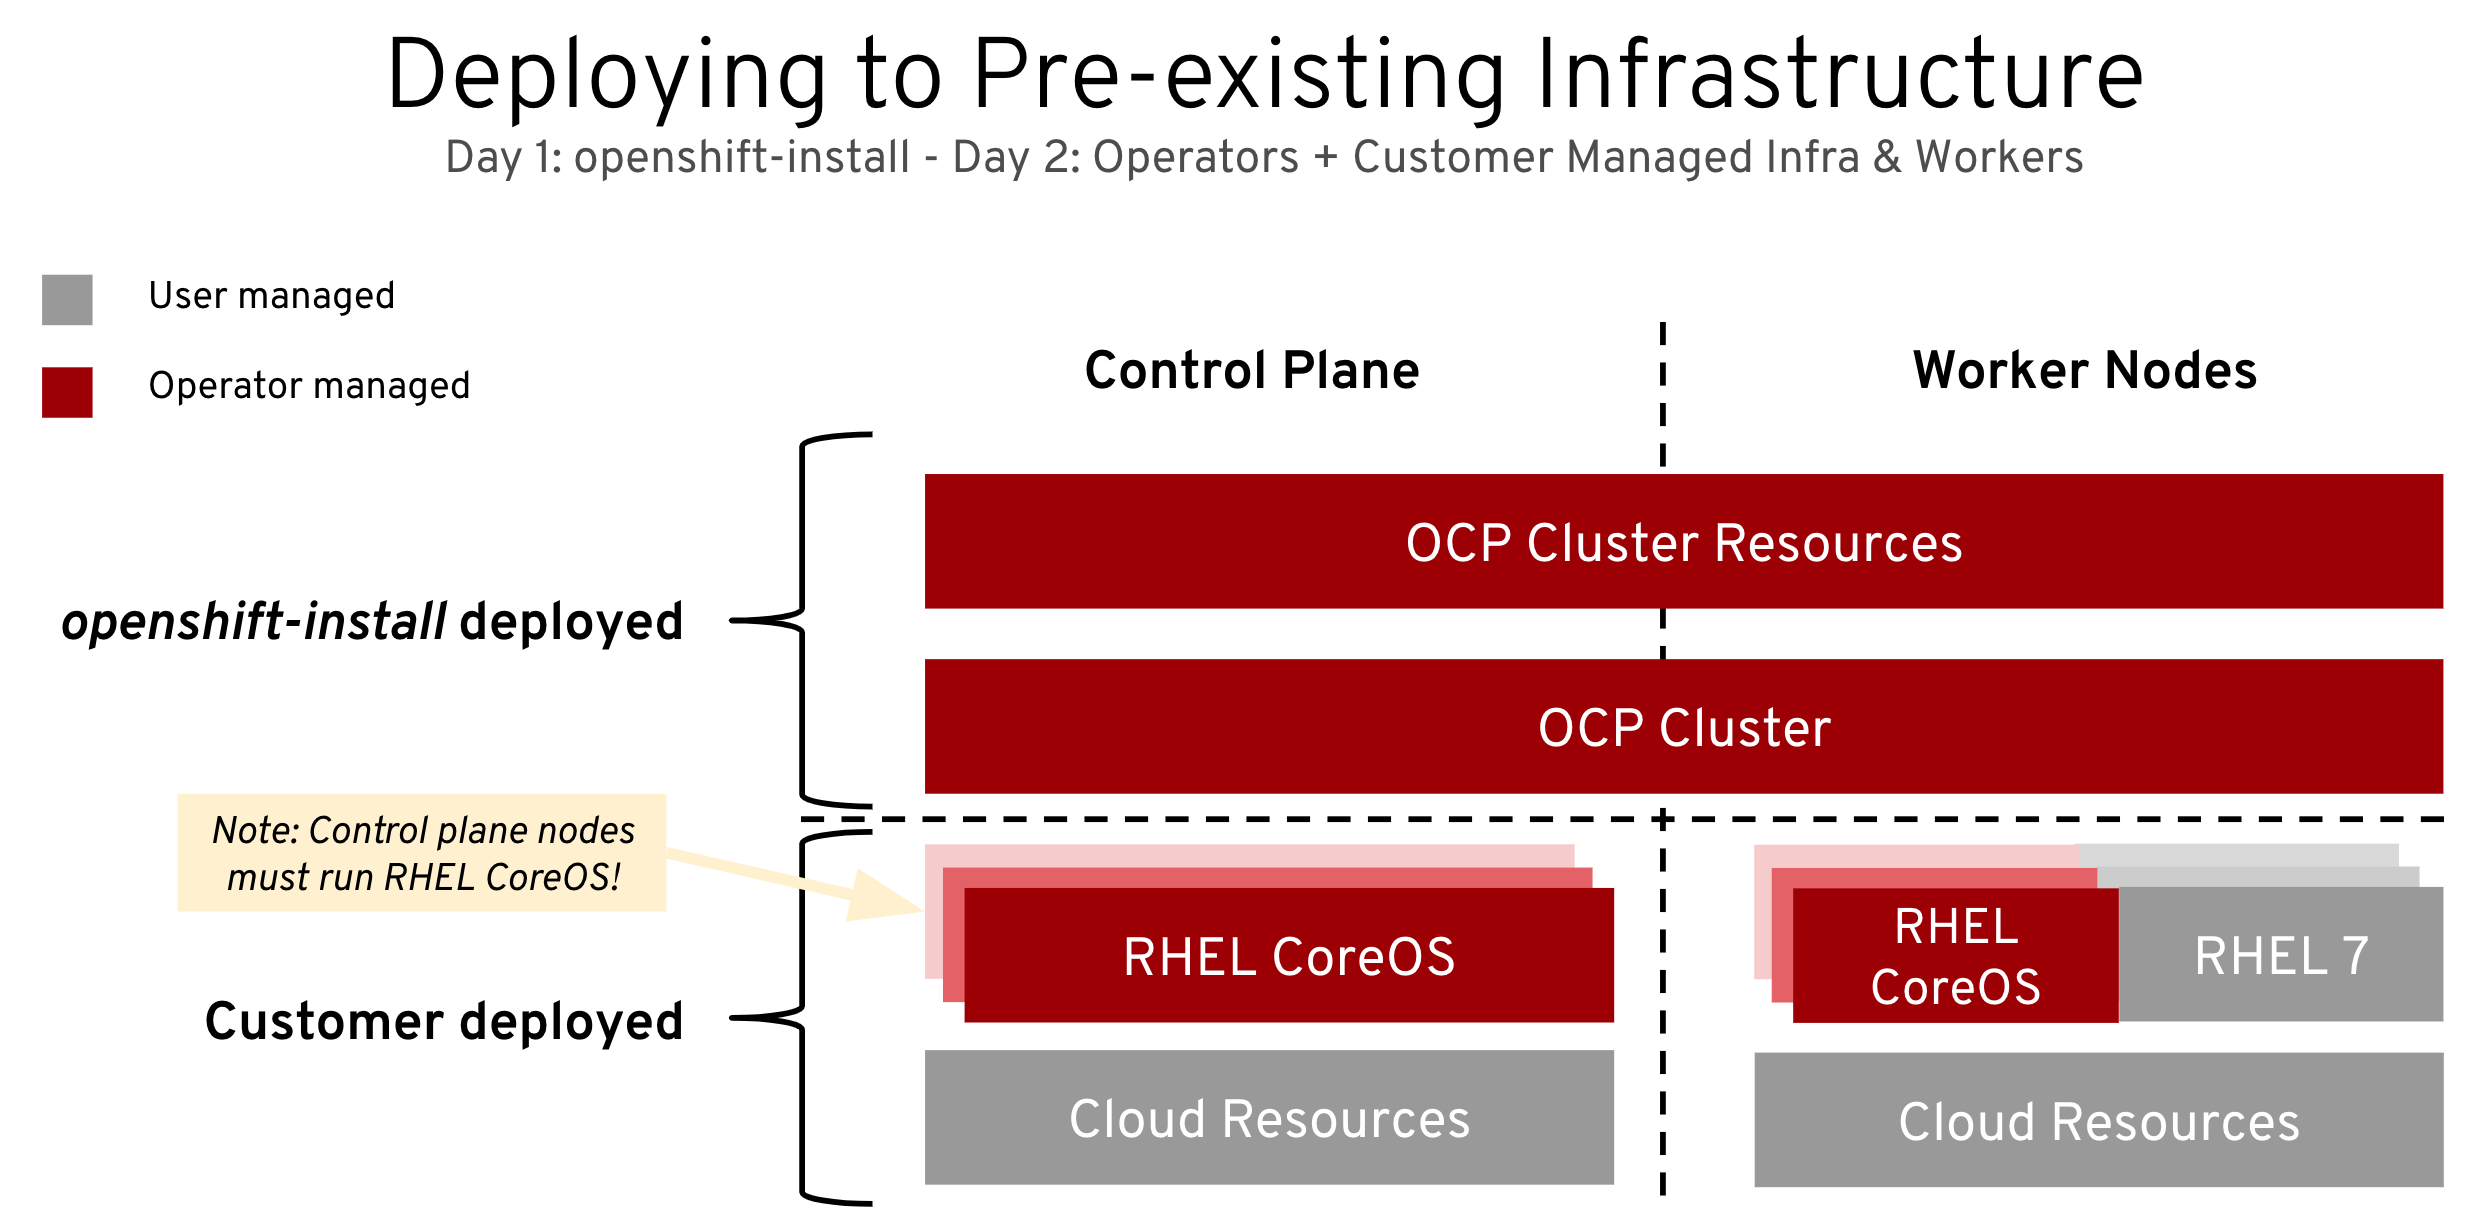 Deploying to Pre-existing Infrastructure
Day 1: openshift-install - Day 2: Operators + Customer Managed Infra & Workers
User managed
Operator managed
Control Plane
Worker Nodes
OCP Cluster Resources
openshift-install deployed
OCP Cluster
Note: Control plane nodes
must run RHEL CoreOS!
RHEL CoreOS
RHEL
CoreOS
RHEL 7
Customer deployed
Cloud Resources
Cloud Resources